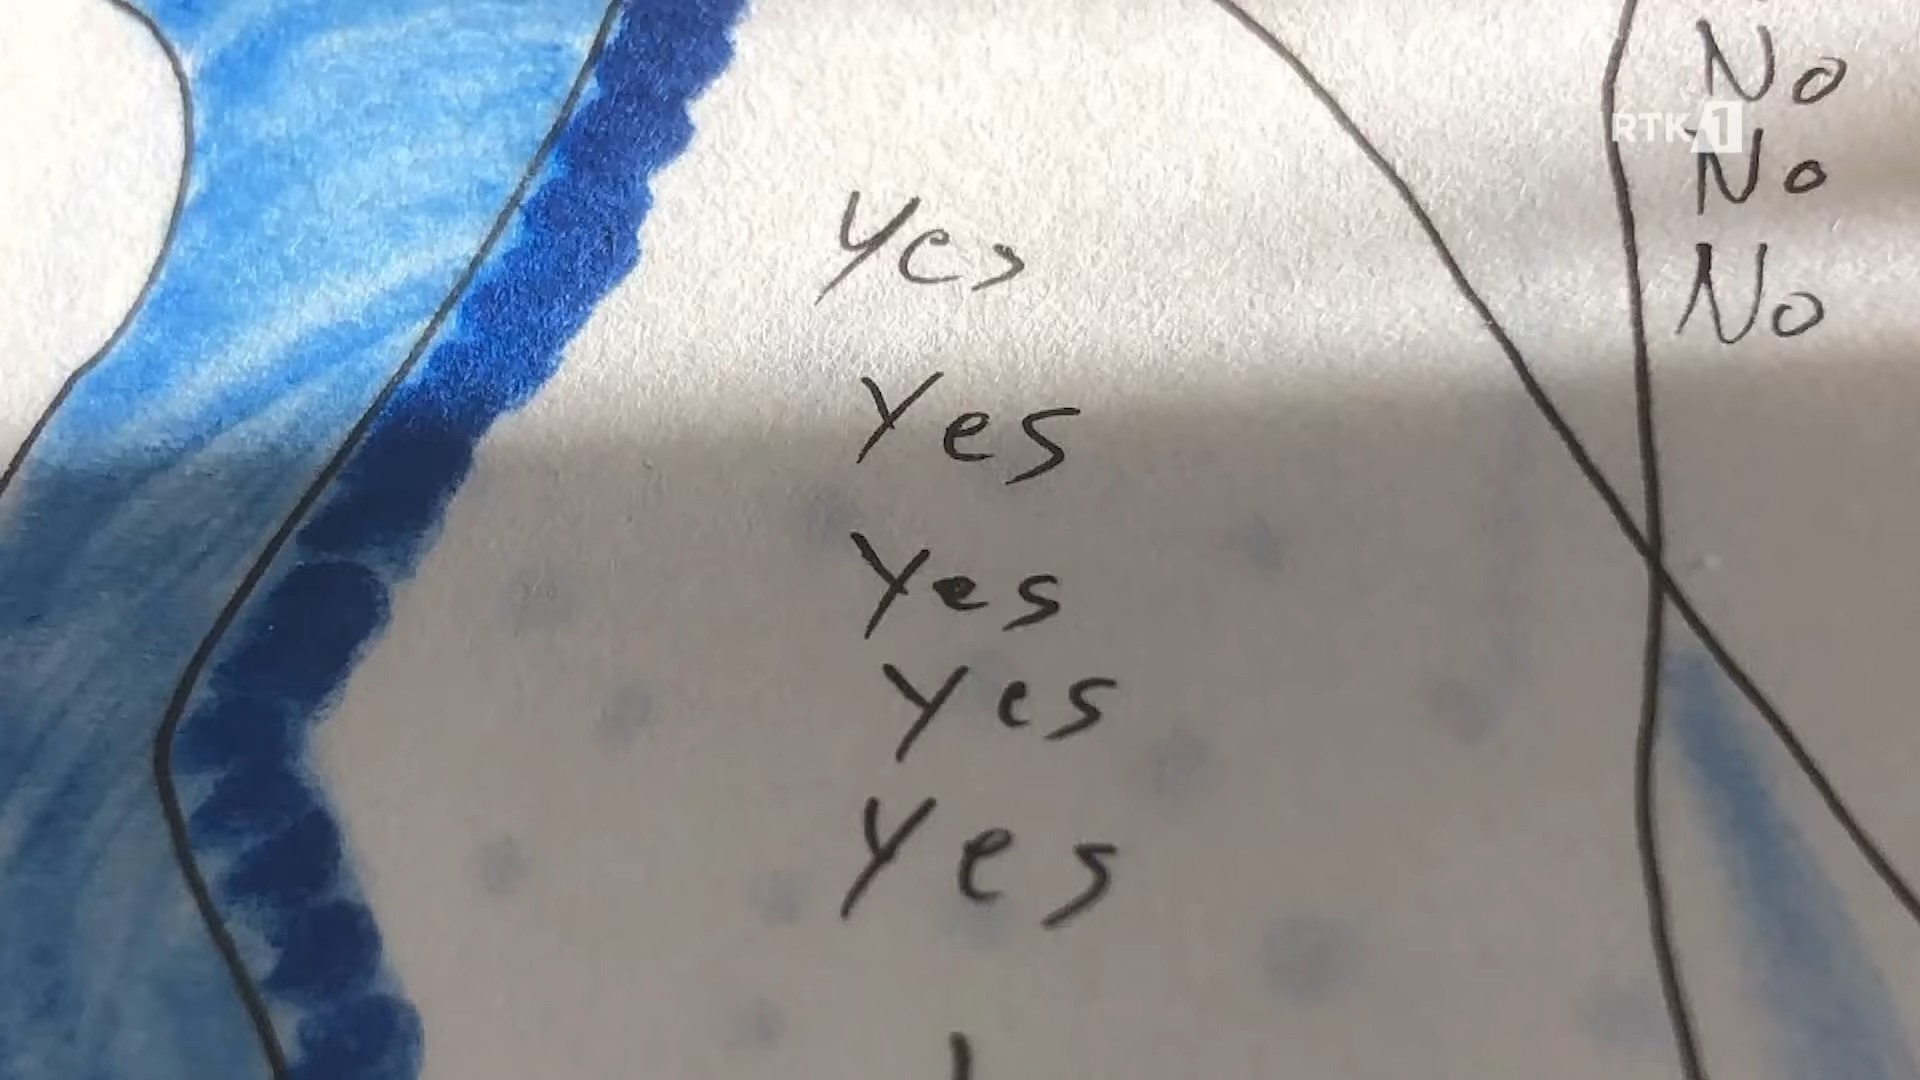 No
RTK 1
No
No
Yes
Yes
Yes
Yes
Yes